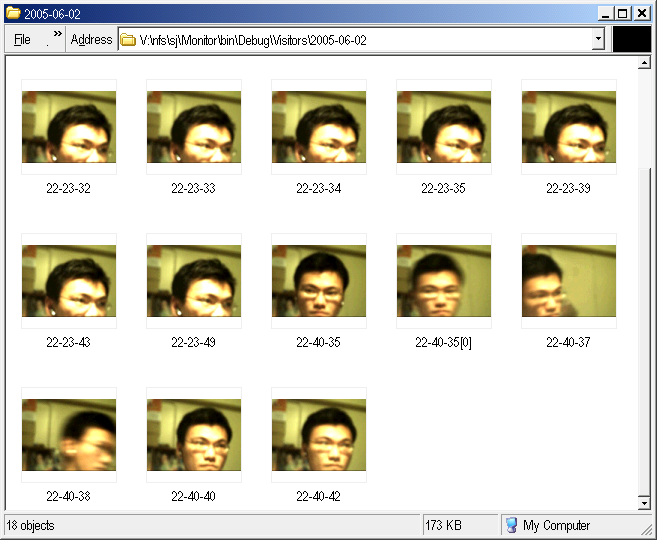 2005-06-02
File » Address V:\nfs\sj\Monitor\bin\Debug\Visitors\2005-06-02
22-23-32 22-23-33 22-23-34 22-23-35 22-23-39
22-23-43 22-23-49 22-40-35 22-40-35[0] 22-40-37
22-40-38 22-40-40 22-40-42
18 objects 173 KB My Computer